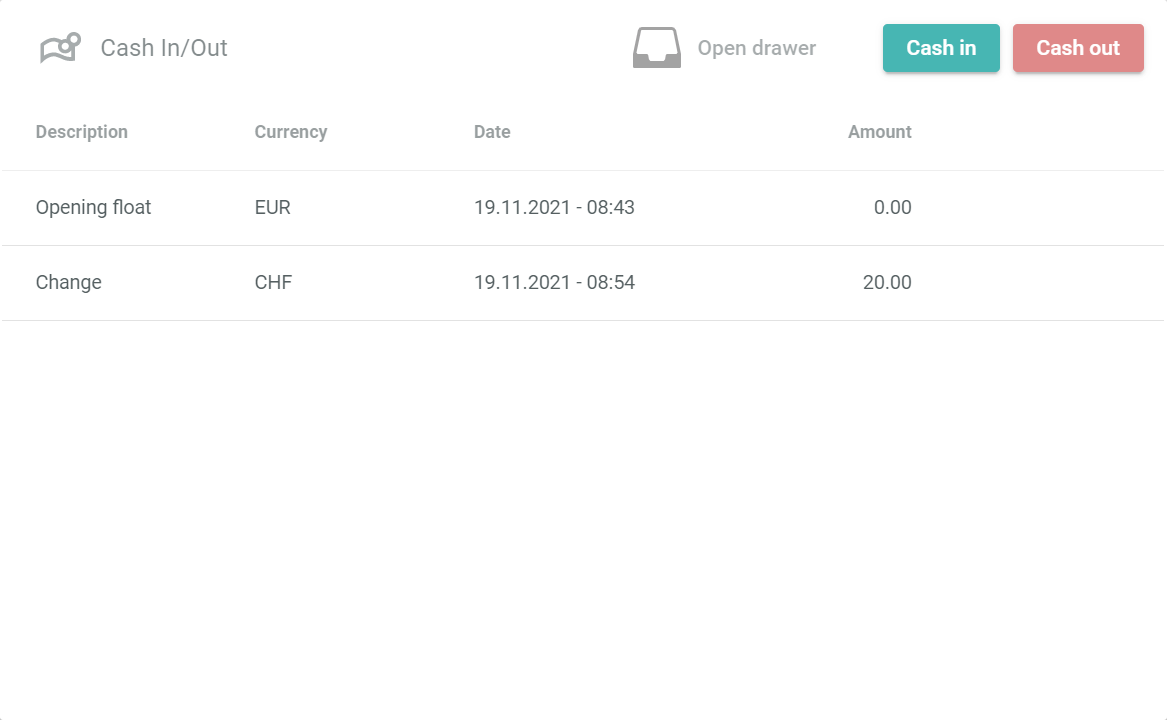 Cash In/Out Open drawer Cash in Cash out
Description Currency Date Amount
Opening float EUR 19.11.2021 - 08:43 0.00
Change CHF 19.11.2021 - 08:54 20.00